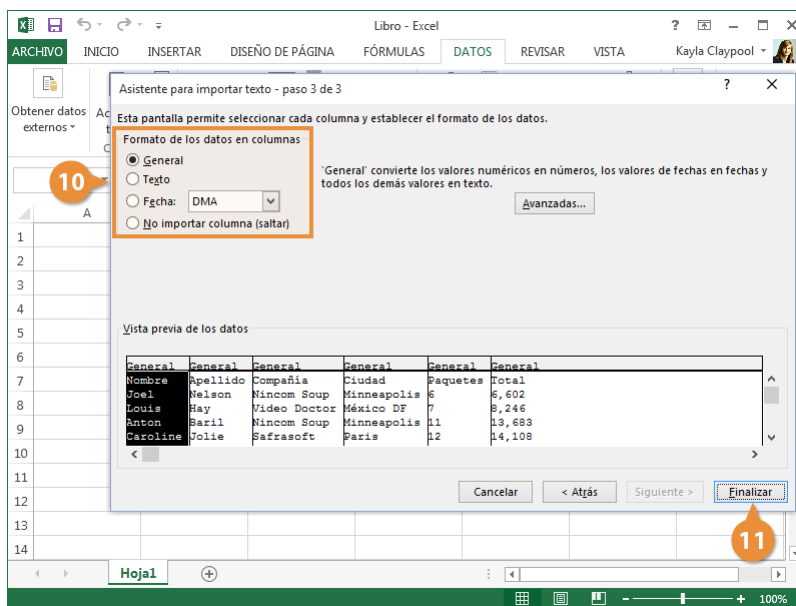 Libro - Excel
ARCHIVO INICIO INSERTAR DISEÑO DE PÁGINA FÓRMULAS DATOS REVISAR VISTA Kayla Claypool
Obtener datos
externos
Asistente para importar texto - paso 3 de 3 ? ×
Esta pantalla permite seleccionar cada columna y establecer el formato de los datos.
Formato de los datos en columnas
General
Texto
Fecha: DMA
No importar columna (saltar)
'General' convierte los valores numéricos en números, los valores de fechas en fechas y
todos los demás valores en texto.
Avanzadas...
10
A
1
2
3
4
5
6
7
8
9
10
11
12
13
14
Vista previa de los datos
General General General General General General
Nombre Apellido Compañía Ciudad Paquetes Total
Joel Nelson Nincom Soup Minneapolis 6 6,602
Louis Hay Video Doctor México DF 7 8,246
Anton Baril Nincom Soup Minneapolis 11 13,683
Caroline Jolie Safrasoft Paris 12 14,108
Cancelar < Atrás Siguiente > Finalizar
11
Hoja1
100%